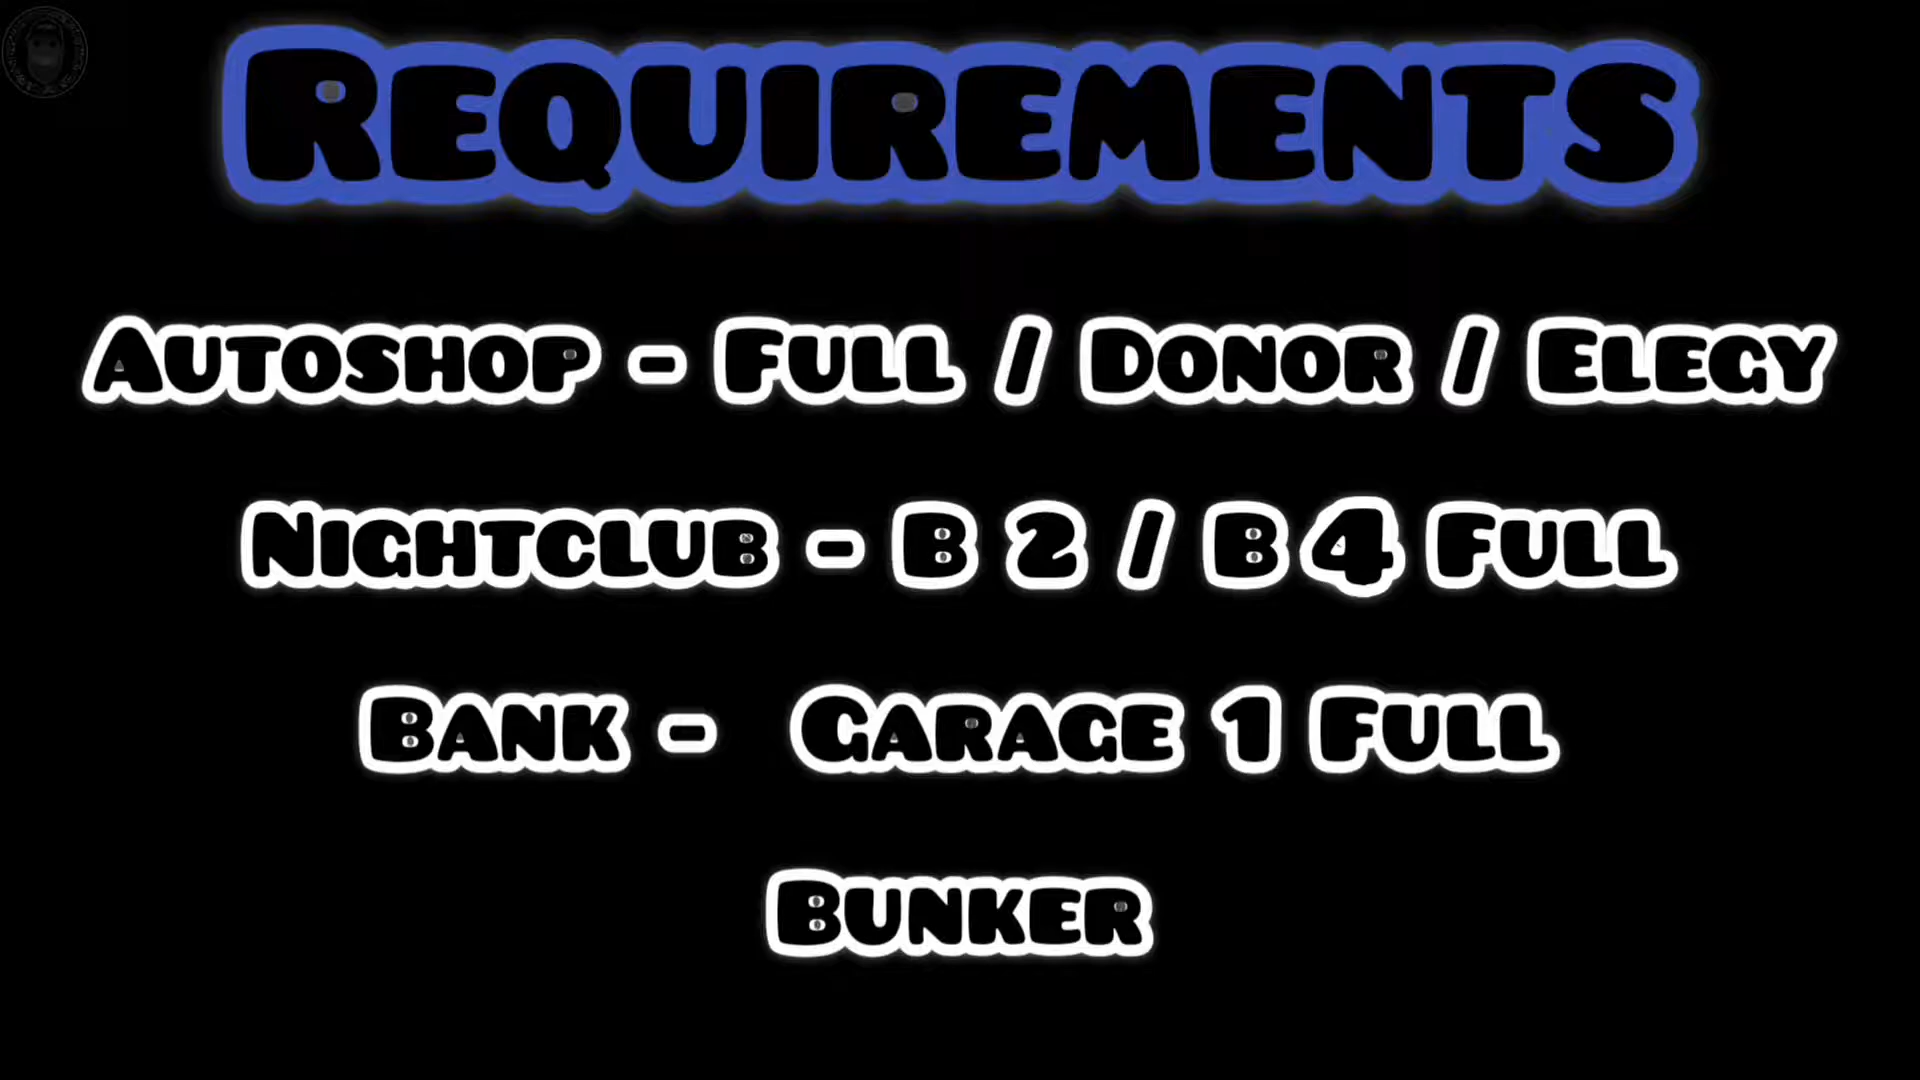 Requirements
Autoshop - Full / Donor / Elegy
Nightclub - B 2 / B 4 Full
Bank - Garage 1 Full
Bunker